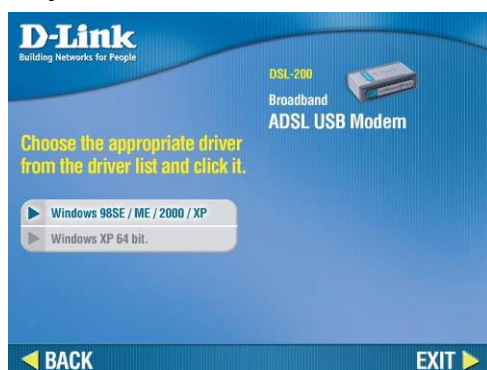 D-Link
Building Networks for People
DSL-200
Broadband
ADSL USB Modem
Choose the appropriate driver
from the driver list and click it.
Windows 98SE / ME / 2000 / XP
Windows XP 64 bit.
BACK
EXIT